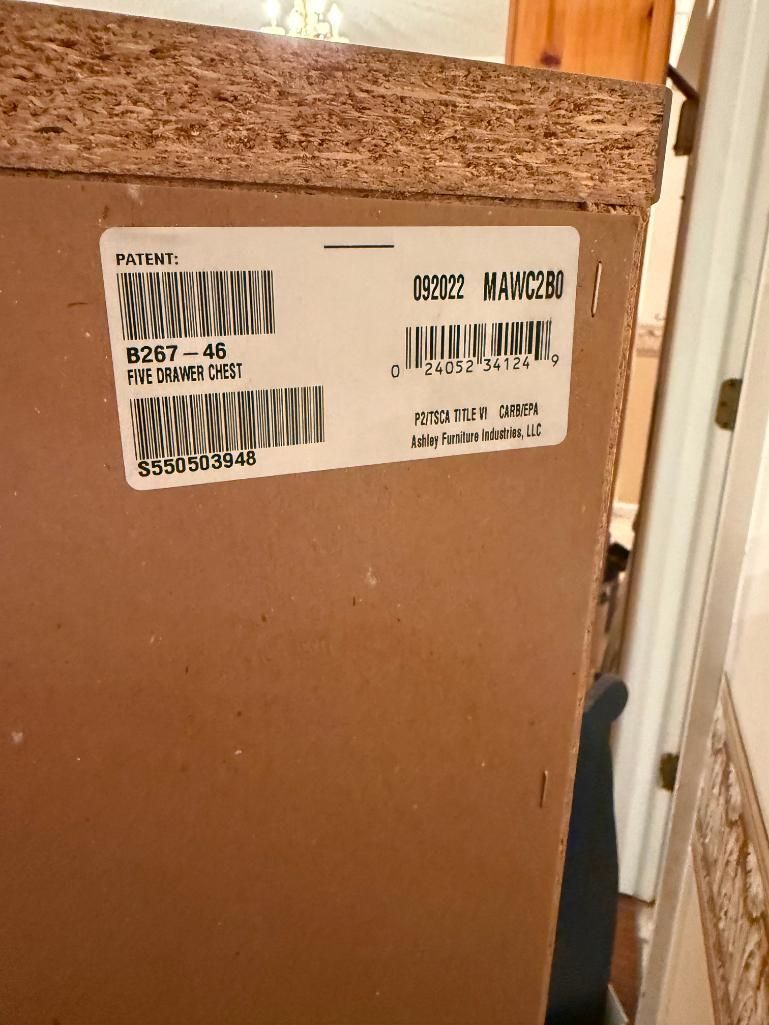 PATENT:
B267-46
FIVE DRAWER CHEST
S550503948
092022 MAWC2B0
0 24052 34124 9
P2/TSCA TITLE VI CARB/EPA
Ashley Furniture Industries, LLC